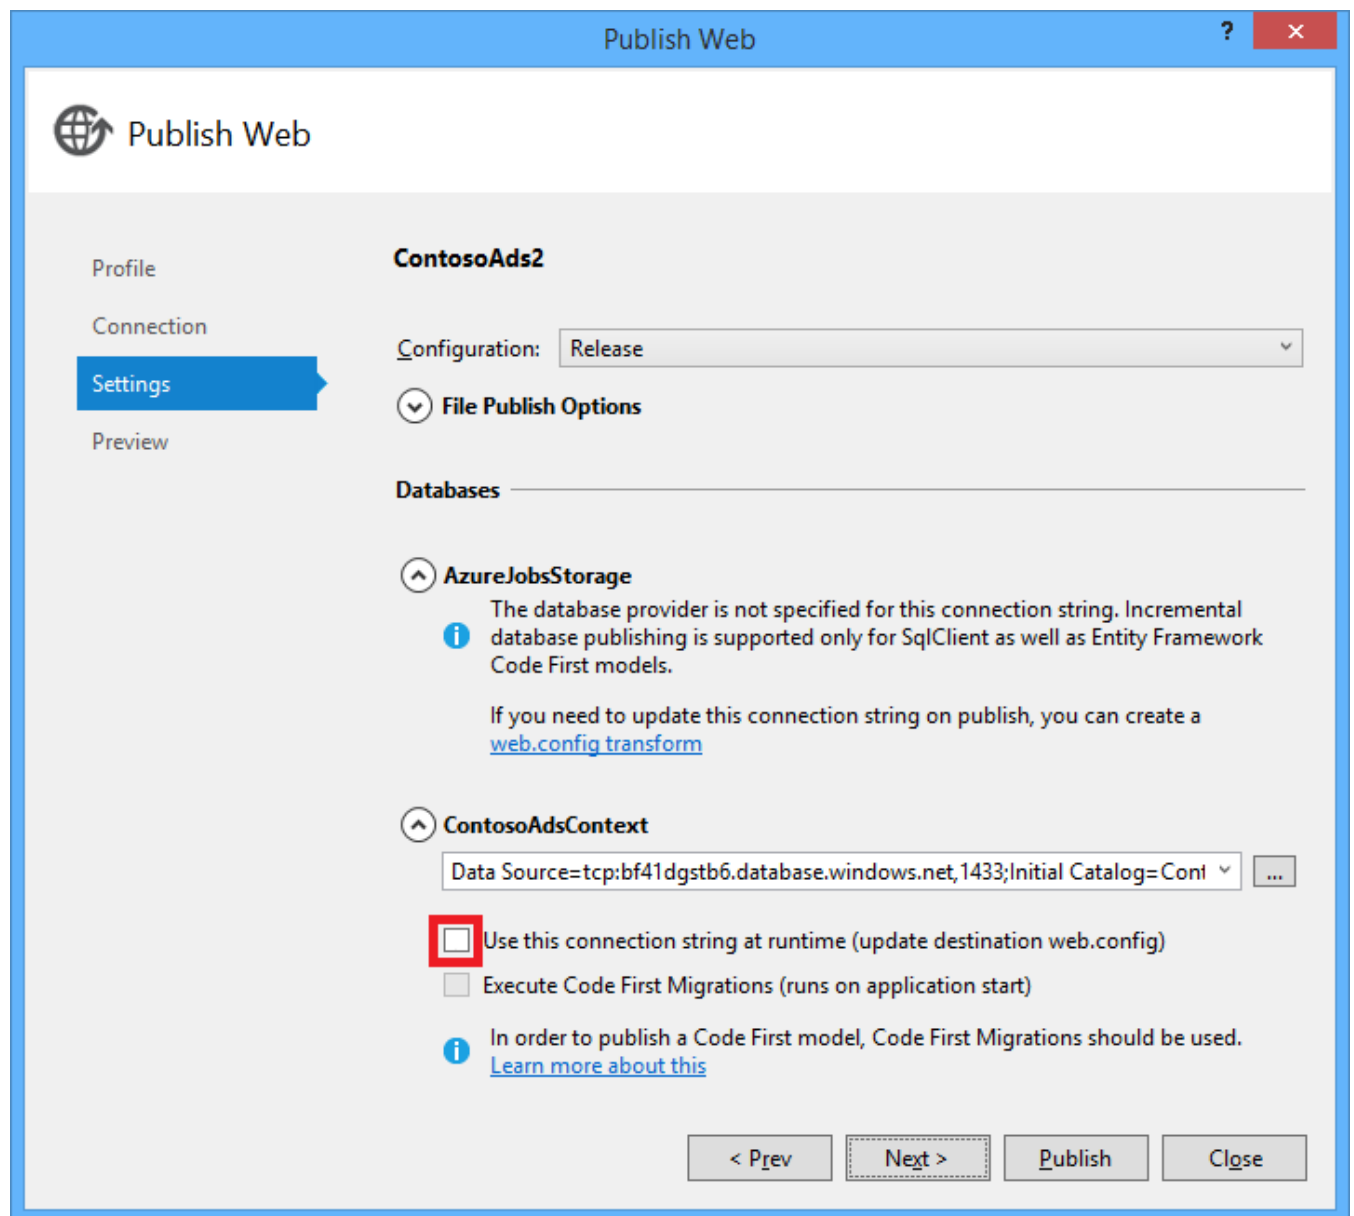 Publish Web
?
Publish Web
Profile
Connection
Settings
Preview
ContosoAds2
Configuration: Release
File Publish Options
Databases
AzureJobsStorage
The database provider is not specified for this connection string. Incremental
database publishing is supported only for SqlClient as well as Entity Framework
Code First models.
If you need to update this connection string on publish, you can create a
web.config transform
ContosoAdsContext
Data Source=tcp:bf41dgstb6.database.windows.net,1433;Initial Catalog=Cont ...
Use this connection string at runtime (update destination web.config)
Execute Code First Migrations (runs on application start)
In order to publish a Code First model, Code First Migrations should be used.
Learn more about this
< Prev Next > Publish Close